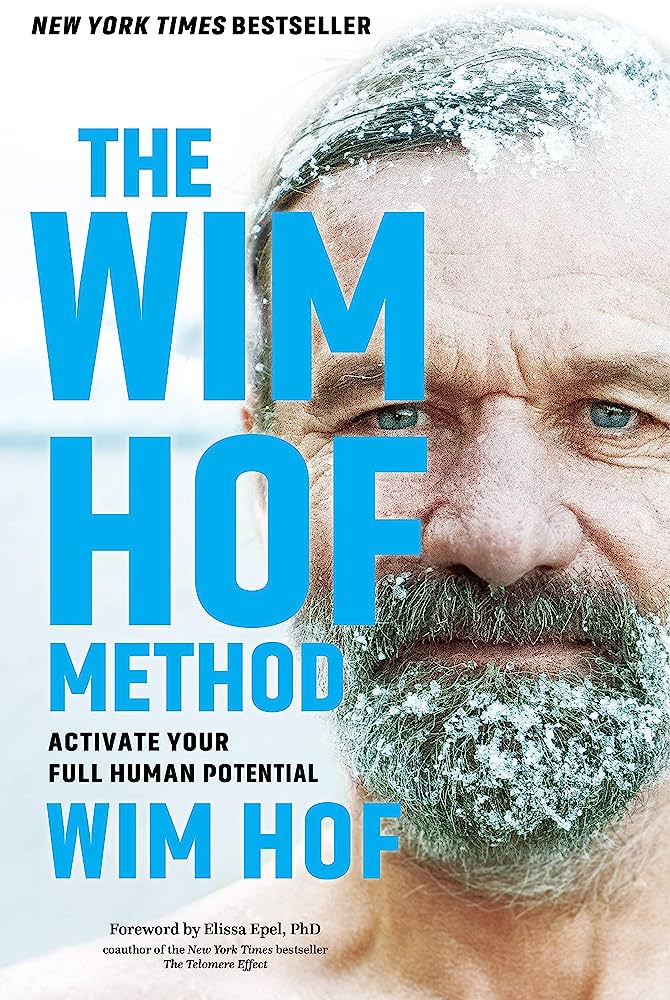 NEW YORK TIMES BESTSELLER
THE
WIM
HOF
METHOD
ACTIVATE YOUR
FULL HUMAN POTENTIAL
WIM HOF
Foreword by Elissa Epel, PhD
coauthor of the New York Times bestseller
The Telomere Effect